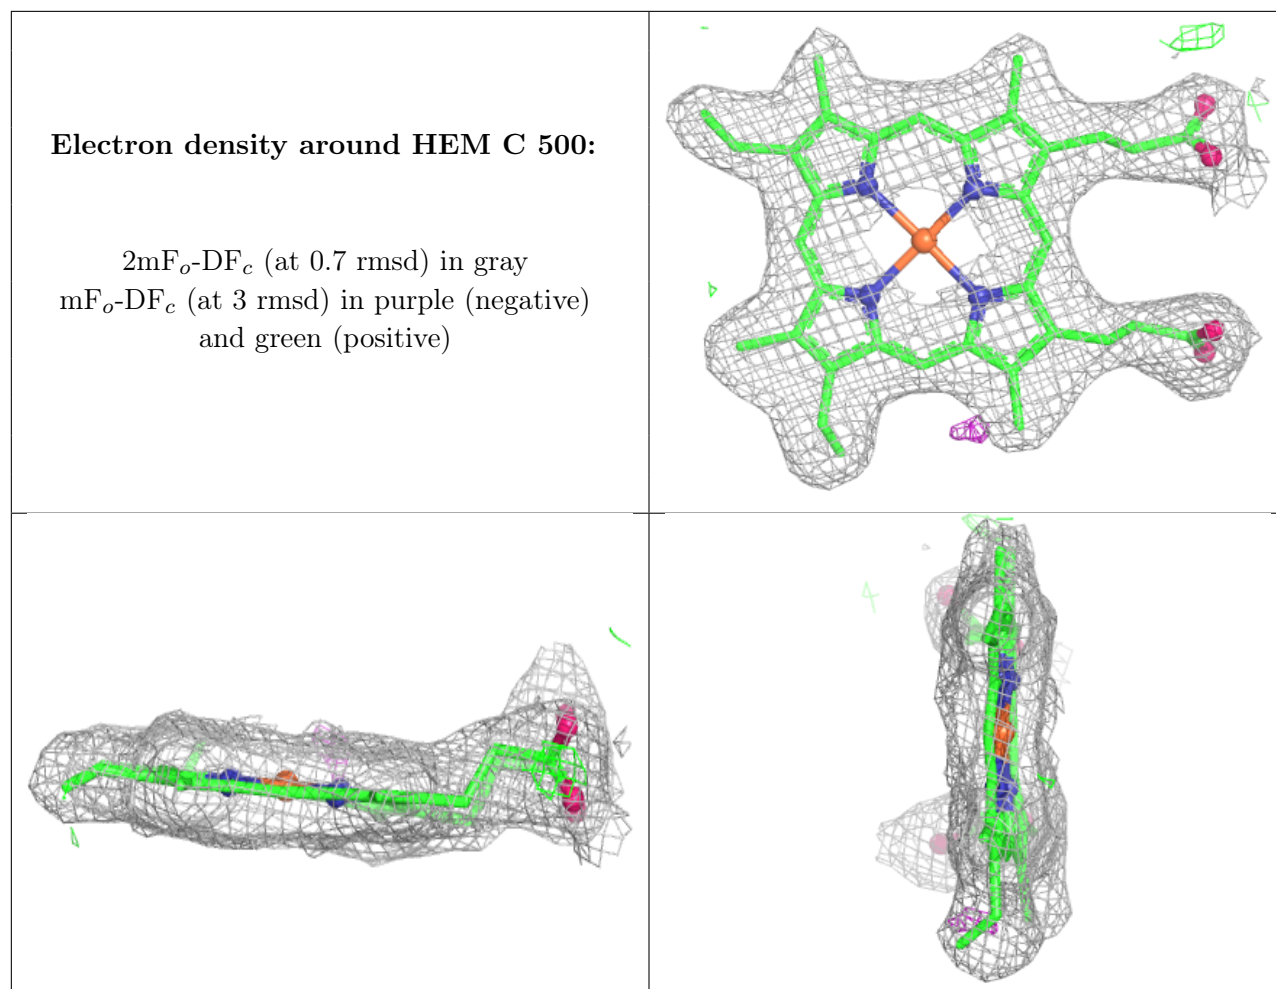 Electron density around HEM C 500:
2mFo-DFc (at 0.7 rmsd) in gray
mFo-DFc (at 3 rmsd) in purple (negative)
and green (positive)